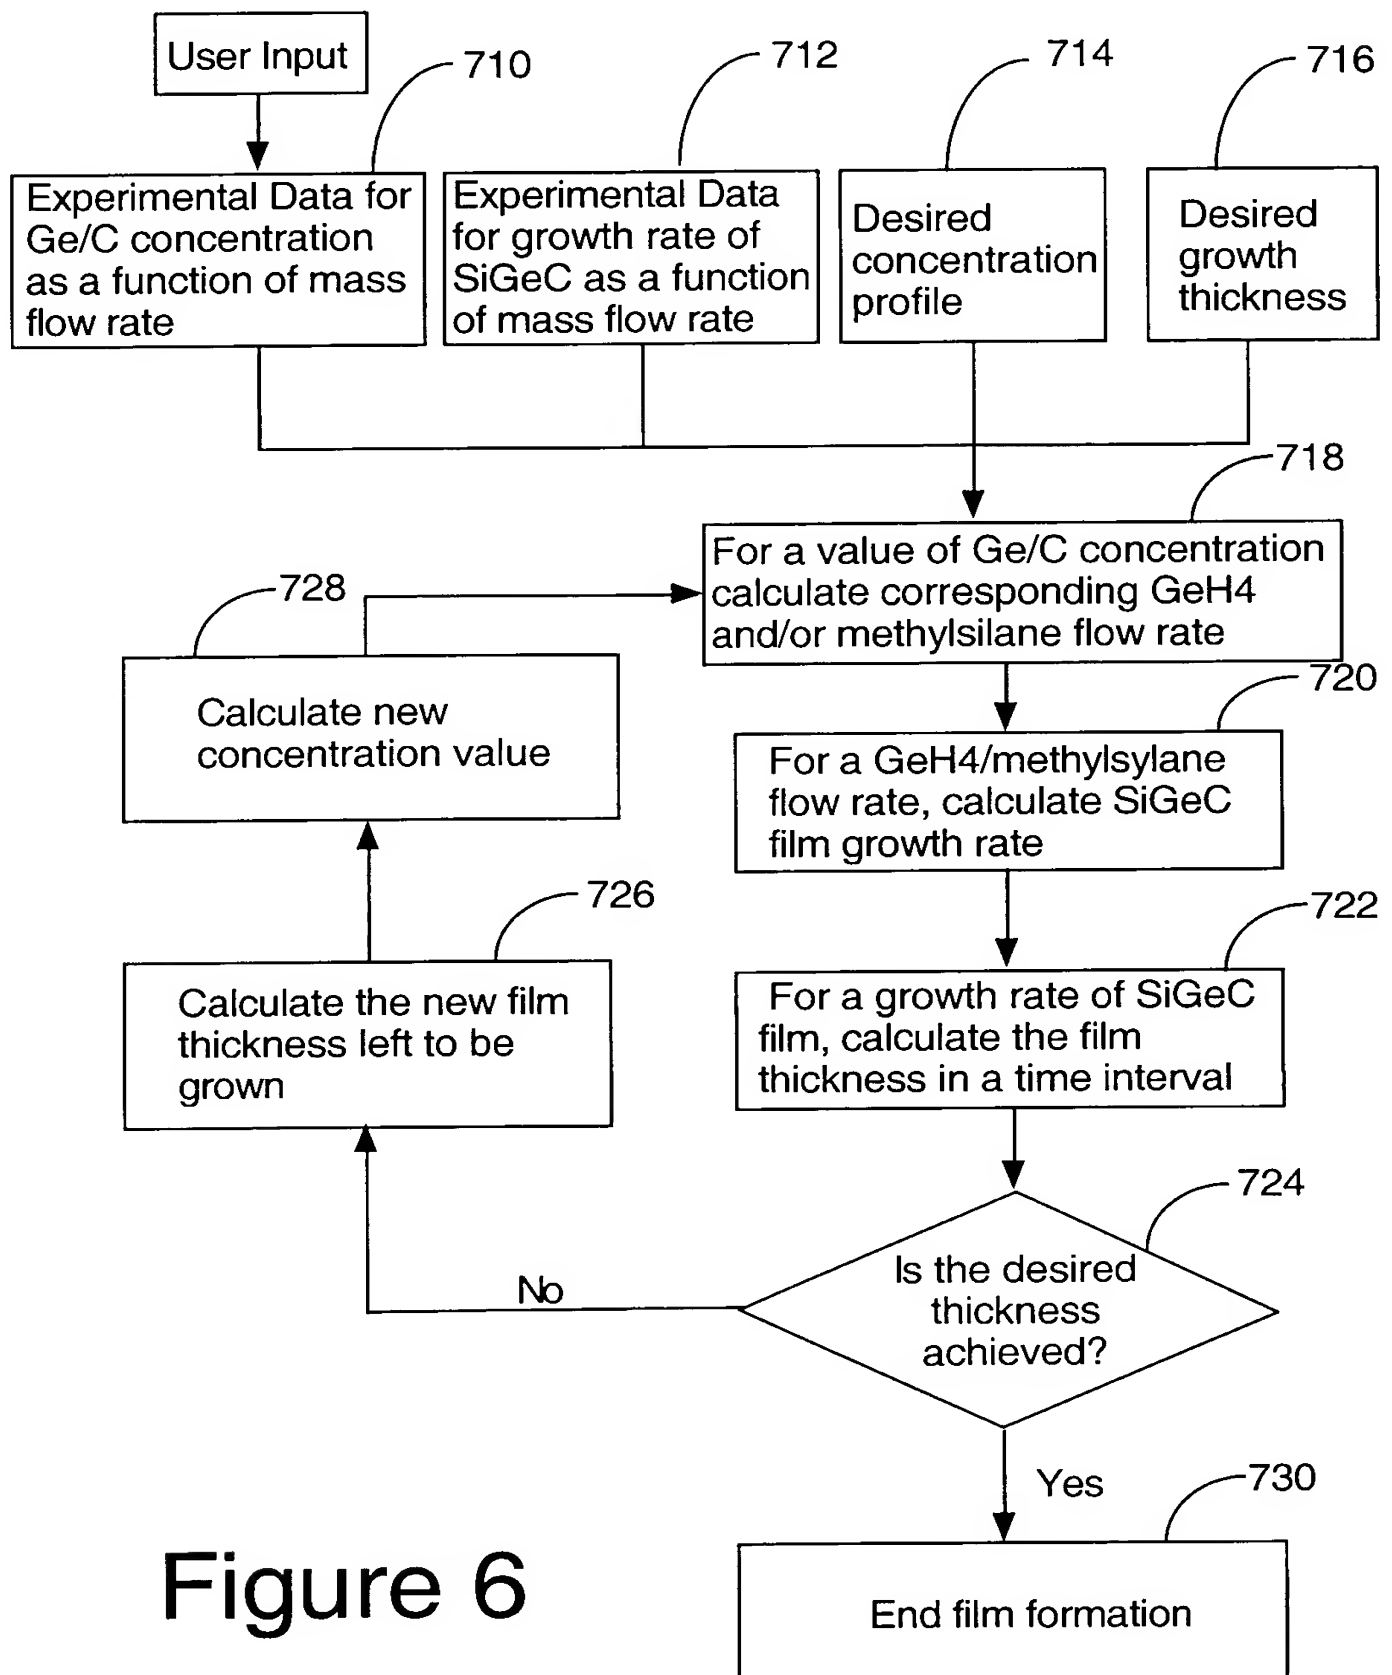 User Input
710
712
714
716
Experimental Data for
Ge/C concentration
as a function of mass
flow rate
Experimental Data
for growth rate of
SiGeC as a function
of mass flow rate
Desired
concentration
profile
Desired
growth
thickness
718
For a value of Ge/C concentration
calculate corresponding GeH4
and/or methylsilane flow rate
728
Calculate new
concentration value
720
For a GeH4/methylsylane
flow rate, calculate SiGeC
film growth rate
726
Calculate the new film
thickness left to be
grown
722
For a growth rate of SiGeC
film, calculate the film
thickness in a time interval
724
Is the desired
thickness
achieved?
No
Yes
730
End film formation
Figure 6